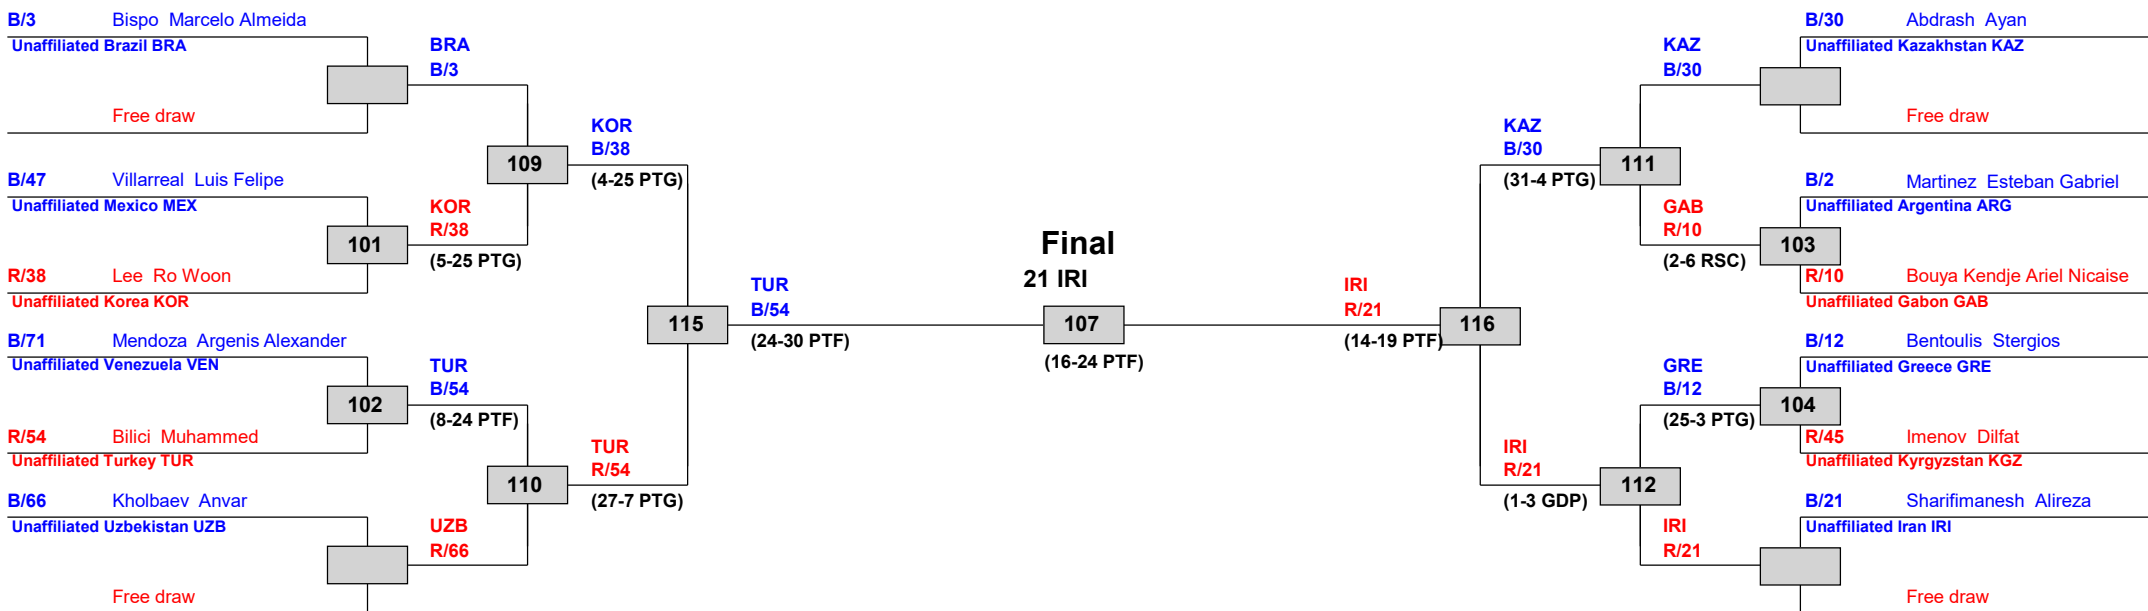 B/3 Bispo Marcelo Almeida
Unaffiliated Brazil BRA
Free draw
B/47 Villarreal Luis Felipe
Unaffiliated Mexico MEX
R/38 Lee Ro Woon
Unaffiliated Korea KOR
B/71 Mendoza Argenis Alexander
Unaffiliated Venezuela VEN
R/54 Bilici Muhammed
Unaffiliated Turkey TUR
B/66 Kholbaev Anvar
Unaffiliated Uzbekistan UZB
Free draw
101
102
BRA
B/3
KOR
R/38
(5-25 PTG)
TUR
B/54
(8-24 PTF)
UZB
R/66
109
110
KOR
B/38
(4-25 PTG)
TUR
R/54
(27-7 PTG)
115
TUR
B/54
(24-30 PTF)
Final
21 IRI
107
(16-24 PTF)
IRI
R/21
(14-19 PTF)
116
KAZ
B/30
(31-4 PTG)
IRI
R/21
(1-3 GDP)
111
112
KAZ
B/30
GAB
R/10
(2-6 RSC)
GRE
B/12
(25-3 PTG)
IRI
R/21
103
104
B/30 Abdrash Ayan
Unaffiliated Kazakhstan KAZ
Free draw
B/2 Martinez Esteban Gabriel
Unaffiliated Argentina ARG
R/10 Bouya Kendje Ariel Nicaise
Unaffiliated Gabon GAB
B/12 Bentoulis Stergios
Unaffiliated Greece GRE
R/45 Imenov Dilfat
Unaffiliated Kyrgyzstan KGZ
B/21 Sharifimanesh Alireza
Unaffiliated Iran IRI
Free draw